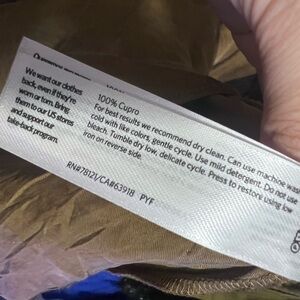 We want our clothes
back, even if they're
worn or torn. Bring
them to our US stores
and support our
take-back program.
100% Cupro
For best results we recommend dry clean. Can use machine wash
cold with like colors, gentle cycle. Use mild detergent. Do not use
bleach. Tumble dry low, delicate cycle. Press to restore using low
iron on reverse side.
RN#78121/CA#63918 PYF